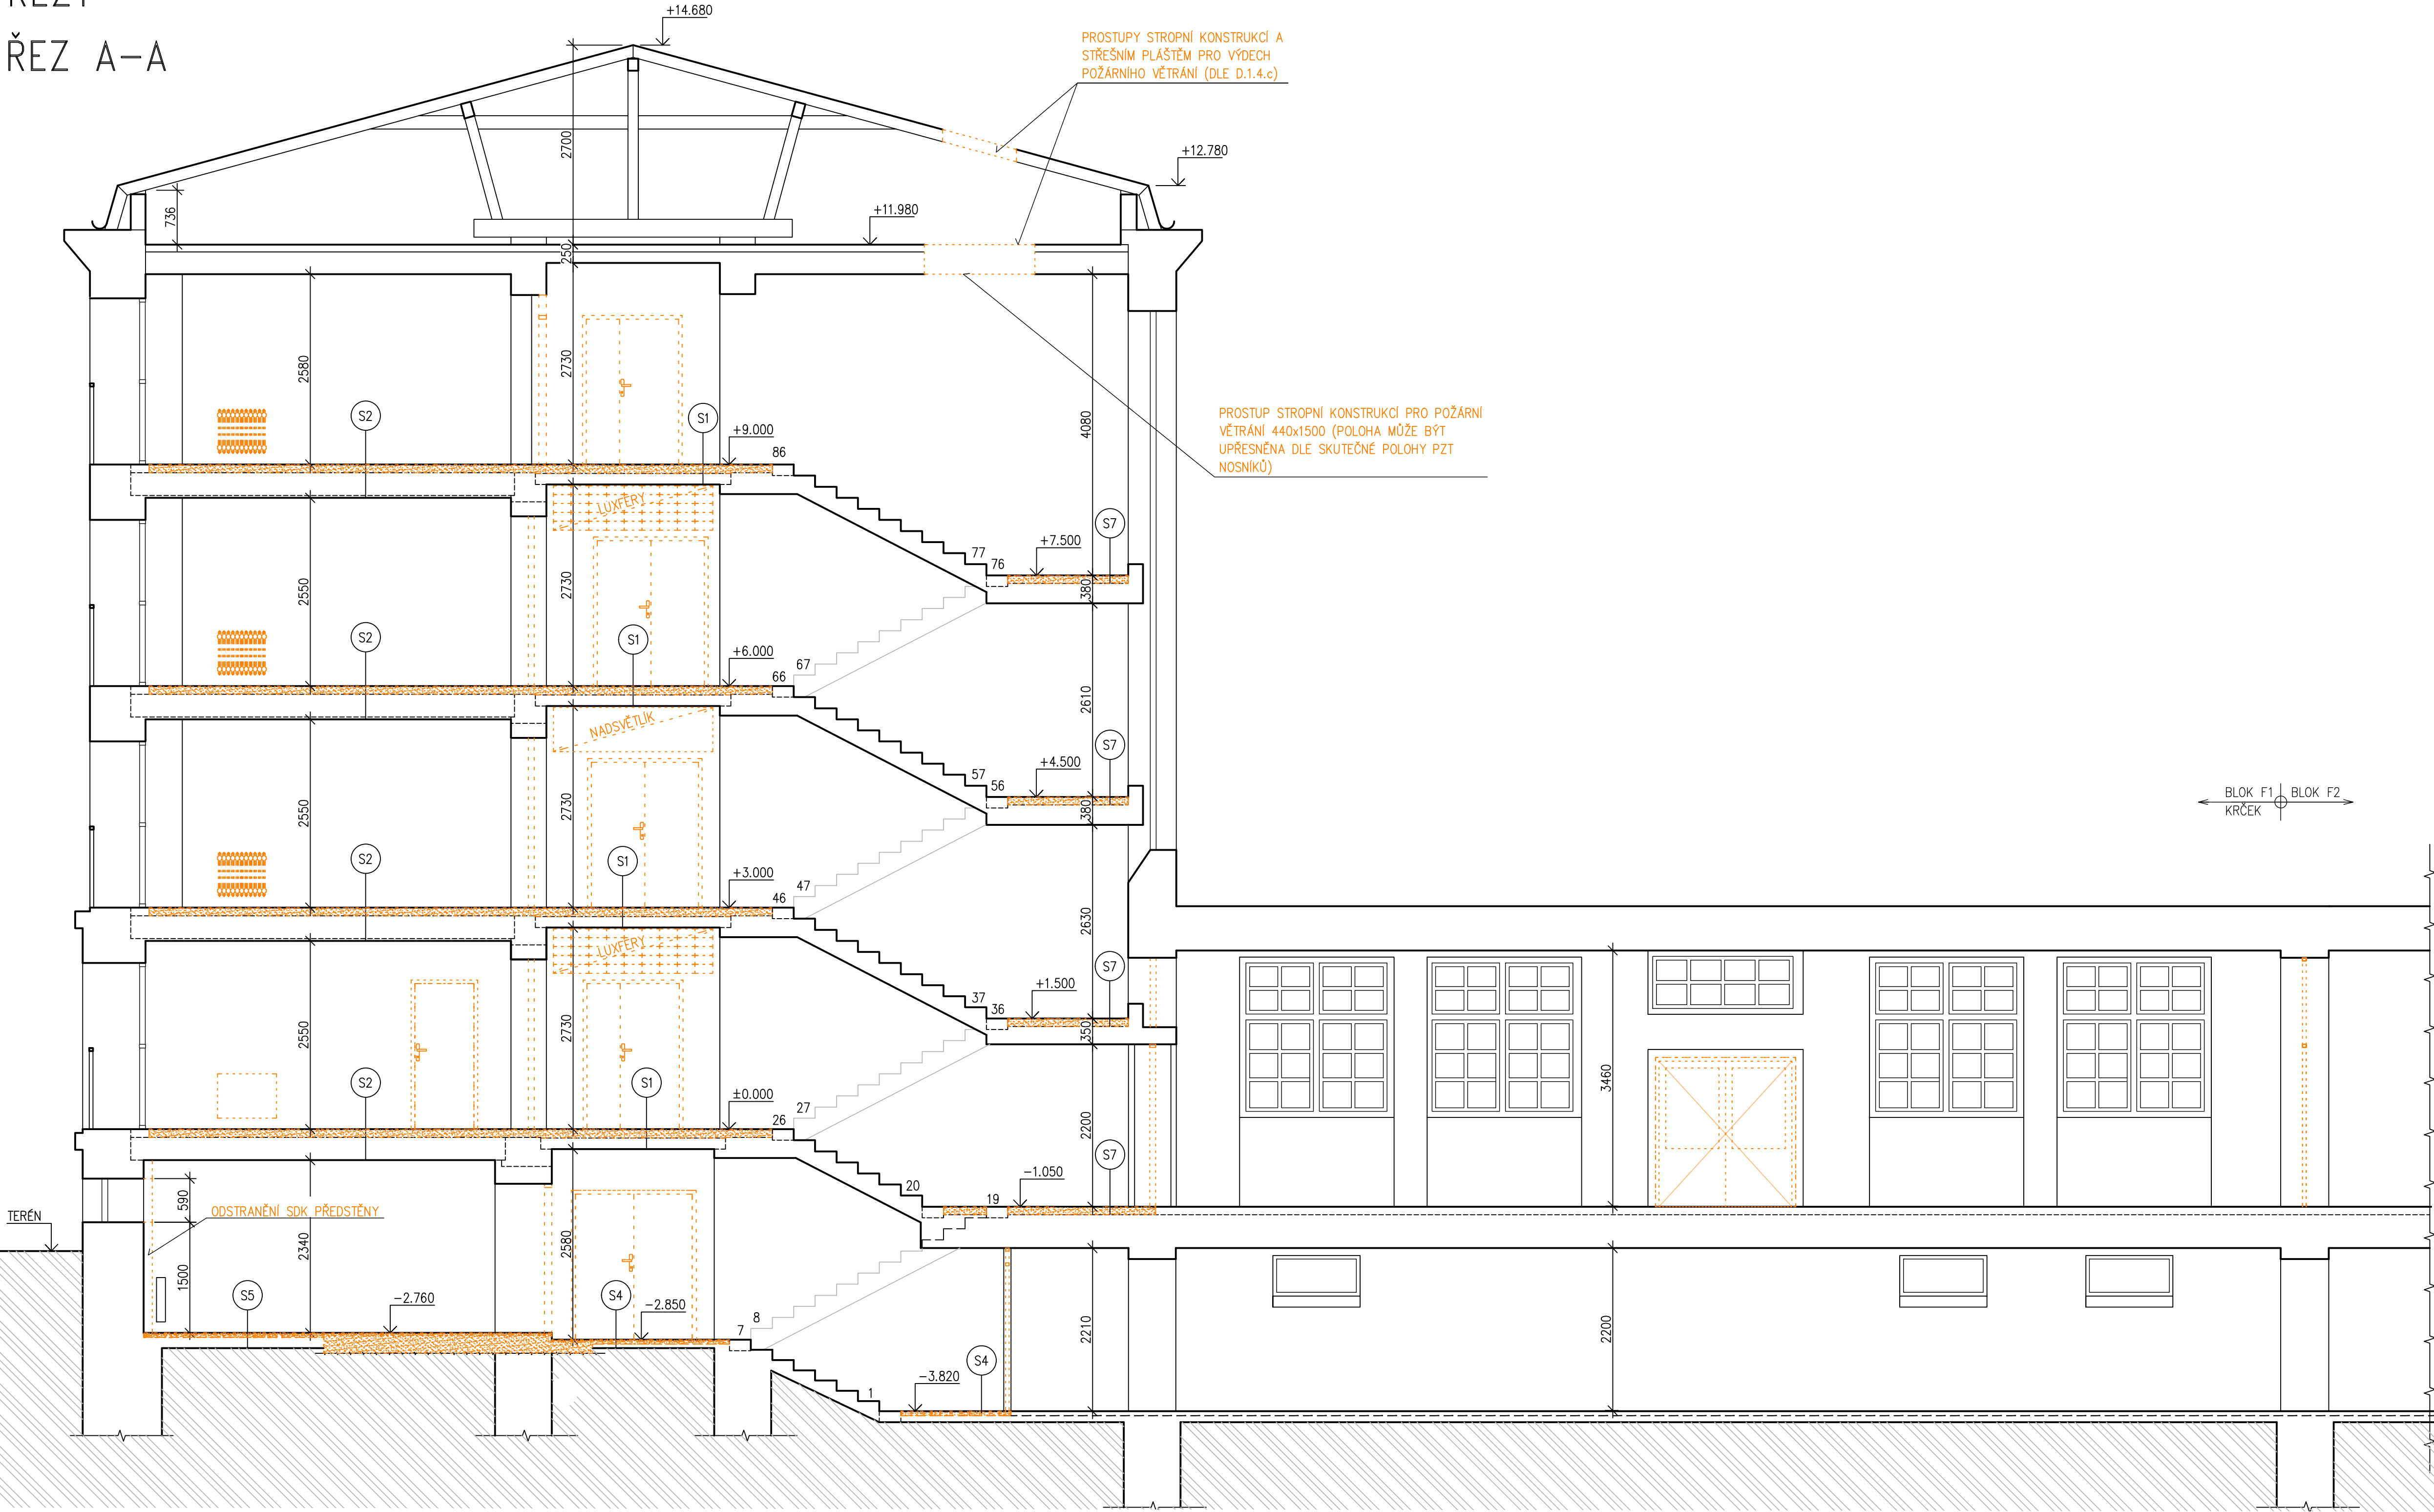 ŘEZ A-A
+14.680
PROSTUPY STROPNÍ KONSTRUKCÍ A
STŘEŠNÍM PLÁŠTĚM PRO VÝDECH
POŽÁRNÍHO VĚTRÁNÍ (DLE D.1.4.c)
2700
+12.780
736
+11.980
250
2580
2730
4080
S2
S1
+9.000
86
PROSTUP STROPNÍ KONSTRUKCÍ PRO POŽÁRNÍ
VĚTRÁNÍ 440x1500 (POLOHA MŮŽE BÝT
UPŘESNĚNA DLE SKUTEČNÉ POLOHY PZT
NOSNÍKŮ)
LUXFERY
S7
77
76
+7.500
380
2550
2730
S2
S1
+6.000
67
66
2610
NADSVĚTLÍK
S7
57
56
+4.500
380
BLOK F1
BLOK F2
KRČEK
2550
2730
S2
S1
+3.000
47
46
2630
LUXFERY
S7
37
36
+1.500
350
2550
2730
3460
S2
S1
±0.000
27
26
2200
S7
20
19
-1.050
TERÉN
590
ODSTRANĚNÍ SDK PŘEDSTĚNY
2340
2580
1500
S5
-2.760
S4
-2.850
8
7
2210
2200
S4
-3.820
1